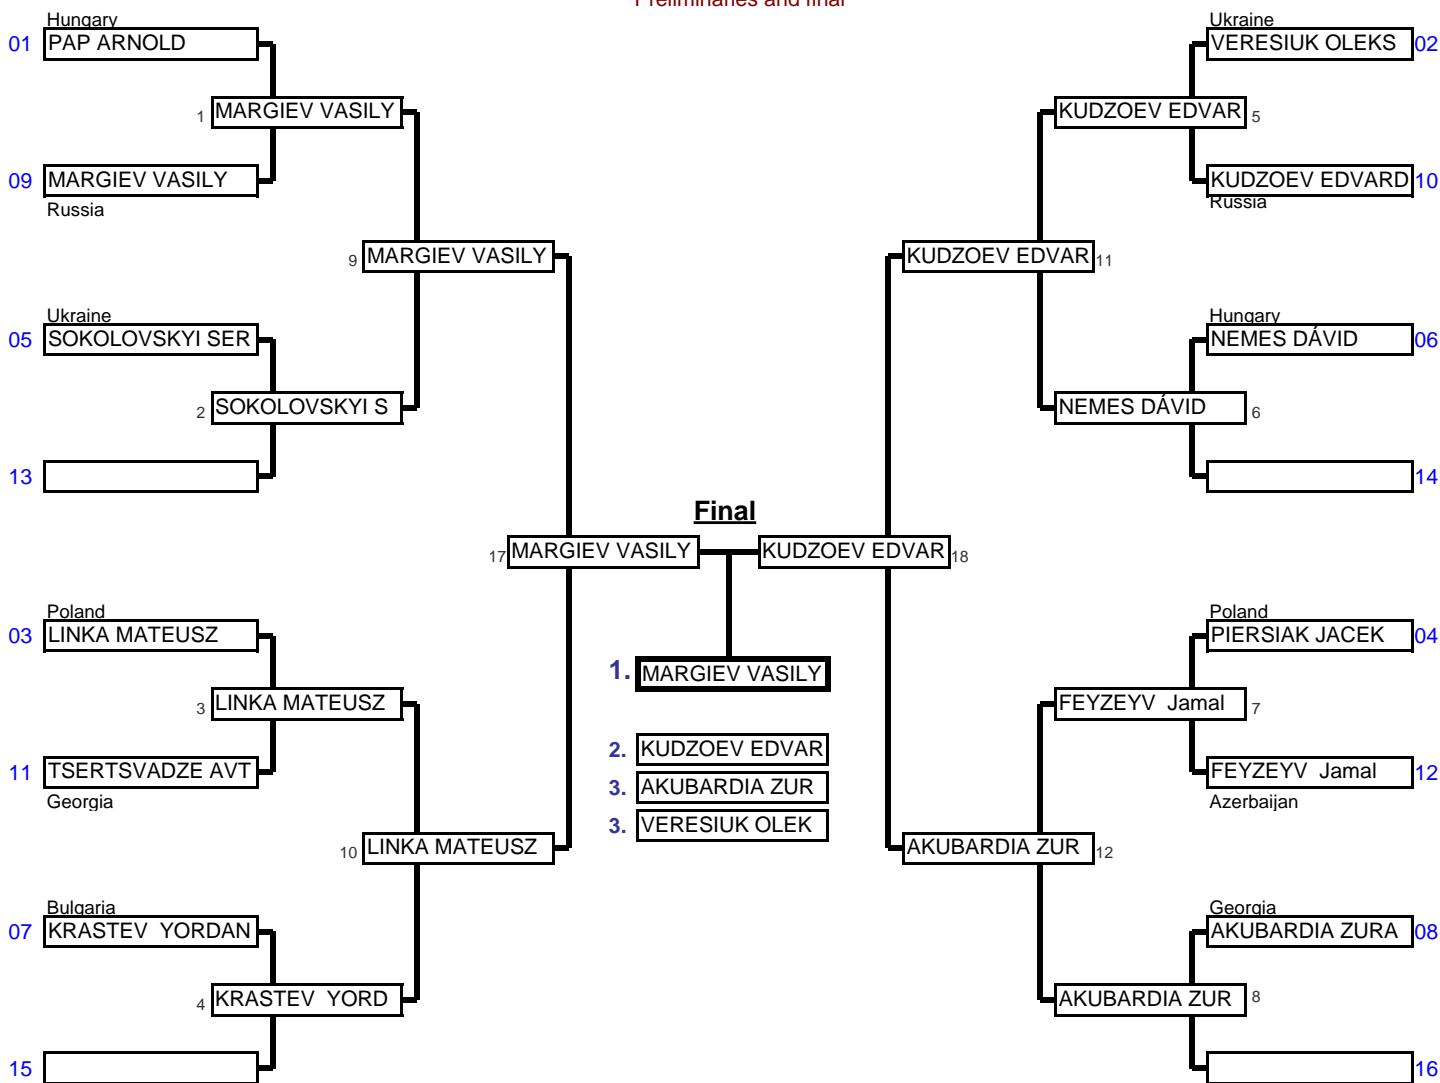 Preliminaries and final
Hungary
01 PAP ARNOLD
1 MARGIEV VASILY
09 MARGIEV VASILY
Russia
9 MARGIEV VASILY
Ukraine
05 SOKOLOVSKYI SER
2 SOKOLOVSKYI S
13
17 MARGIEV VASILY
Poland
03 LINKA MATEUSZ
3 LINKA MATEUSZ
11 TSERTSVADZE AVT
Georgia
10 LINKA MATEUSZ
Bulgaria
07 KRASTEV YORDAN
4 KRASTEV YORD
15
Final
1. MARGIEV VASILY
2. KUDZOEV EDVAR
3. AKUBARDIA ZUR
3. VERESIUK OLEK
Ukraine
VERESIUK OLEKS 02
KUDZOEV EDVAR 5
KUDZOEV EDVARD 10
Russia
KUDZOEV EDVAR 11
Hungary
NEMES DÁVID 06
NEMES DÁVID 6
14
KUDZOEV EDVAR 18
Poland
PIERSIAK JACEK 04
FEYZEYV Jamal 7
FEYZEYV Jamal 12
Azerbaijan
AKUBARDIA ZUR 12
Georgia
AKUBARDIA ZURA 08
AKUBARDIA ZUR 8
16